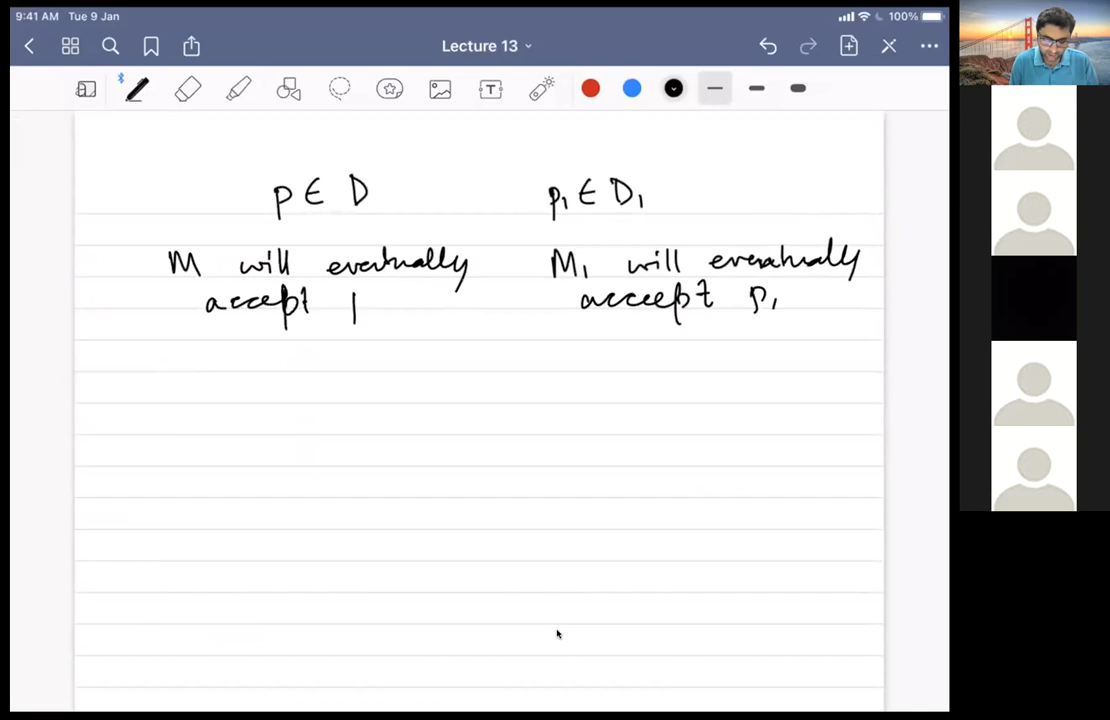 9:41 AM Tue 9 Jan 100%
Lecture 13
p ∈ D p₁ ∈ D₁
M will eventually M₁ will eventually
accept p accept p₁